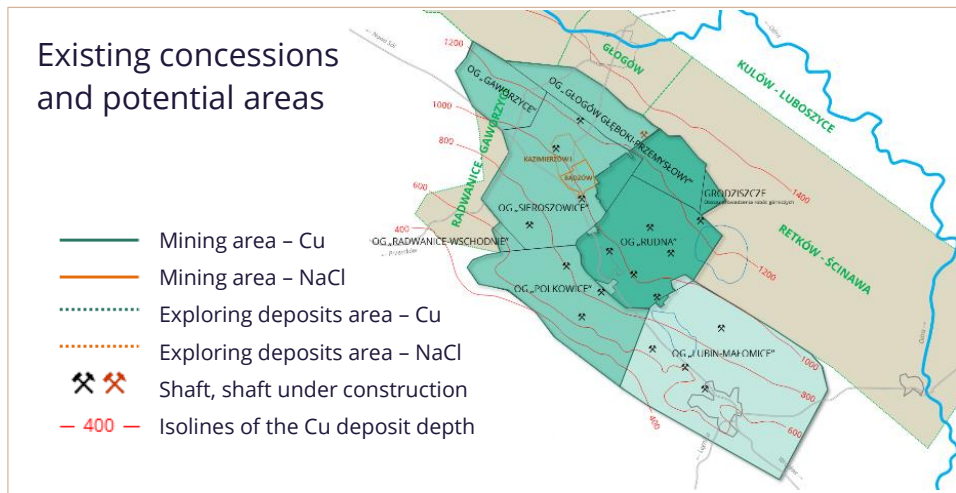 Existing concessions
and potential areas
Mining area – Cu
Mining area – NaCl
Exploring deposits area – Cu
Exploring deposits area – NaCl
Shaft, shaft under construction
400 Isolines of the Cu deposit depth
1200
1000
800
600
400
GŁOGÓW
KULÓW - LUBOSZYCE
RETKÓW - ŚCINAWA
RADWANICE - GAWORZYCE
OG „GAWORZYCE”
OG „GŁOGÓW GŁĘBOKI-PRZEMYSŁOWY”
KAZIMIERZÓW I
BĄDZÓW
OG „SIEROSZOWICE”
OG „RADWANICE-WSCHODNIE”
OG „RUDNA”
GRODZISZCZE
OG „POLKOWICE”
OG „LUBIN-MAŁOMICE”
1400
1200
1000
800
600
400